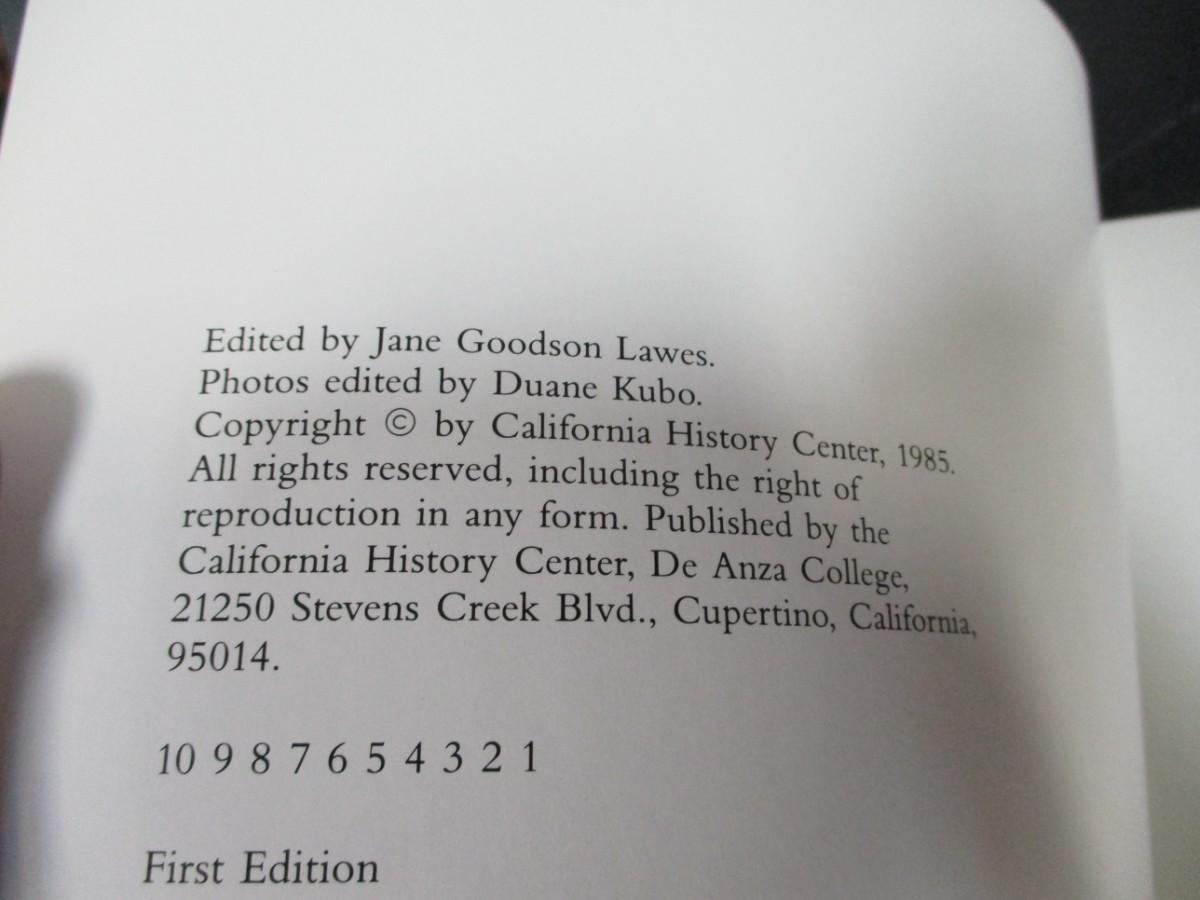 Edited by Jane Goodson Lawes.
Photos edited by Duane Kubo.
Copyright © by California History Center, 1985.
All rights reserved, including the right of
reproduction in any form. Published by the
California History Center, De Anza College,
21250 Stevens Creek Blvd., Cupertino, California,
95014.
10 9 8 7 6 5 4 3 2 1
First Edition